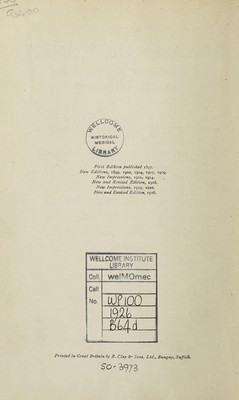 WELLCOME
HISTORICAL
MEDICAL
LIBRARY
First Edition published 1897.
New Editions, 1899, 1900, 1904, 1907, 1909.
New Impressions, 1910, 1914.
New and Revised Edition, 1918.
New Impressions, 1919, 1920.
New and Revised Edition, 1926.
WELLCOME INSTITUTE
LIBRARY
Coll. welMOmec
Call
No. WP100
1926
B64d
Printed in Great Britain by R. Clay & Sons, Ltd., Bungay, Suffolk.
SO-3973